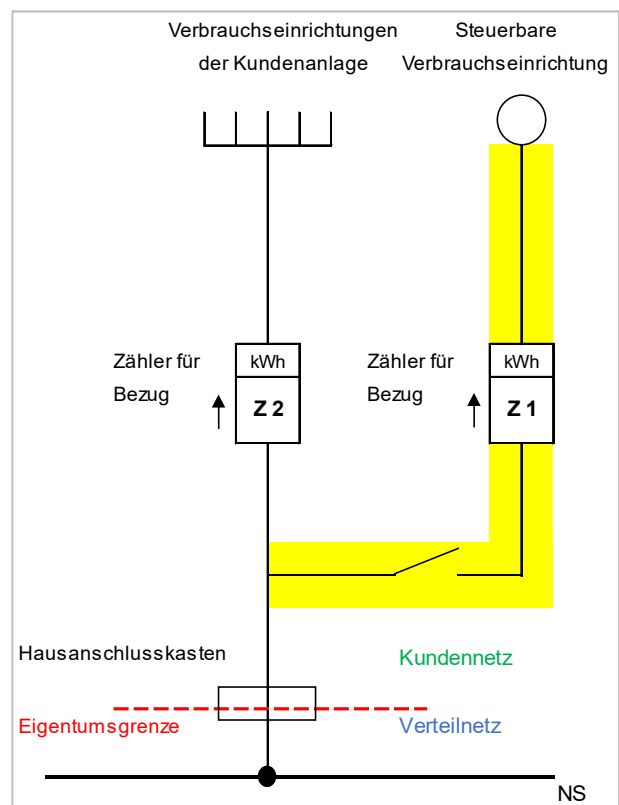 Verbrauchseinrichtungen
der Kundenanlage
Steuerbare
Verbrauchseinrichtung
Zähler für
Bezug
kWh
Z 2
Zähler für
Bezug
kWh
Z 1
Hausanschlusskasten
Kundennetz
Eigentumsgrenze
Verteilnetz
NS